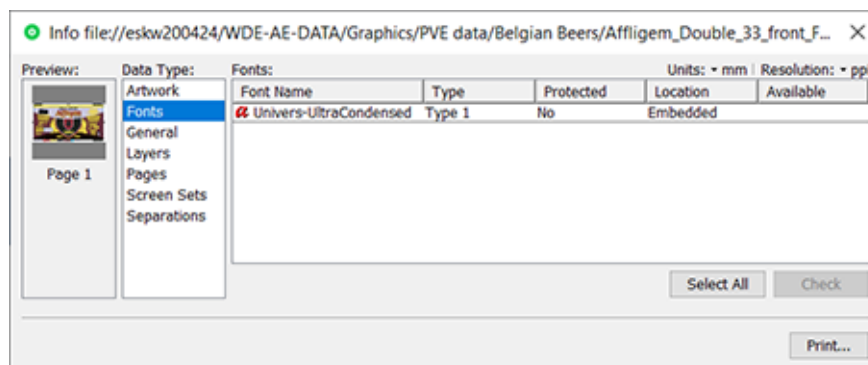 Info file://eskw200424/WDE-AE-DATA/Graphics/PVE data/Belgian Beers/Affligem_Double_33_front_F...
Preview:
Page 1
Data Type:
Artwork
Fonts
General
Layers
Pages
Screen Sets
Separations
Fonts:
Units: mm Resolution: pp
Font Name Type Protected Location Available
Univers-UltraCondensed Type 1 No Embedded
Select All Check
Print...